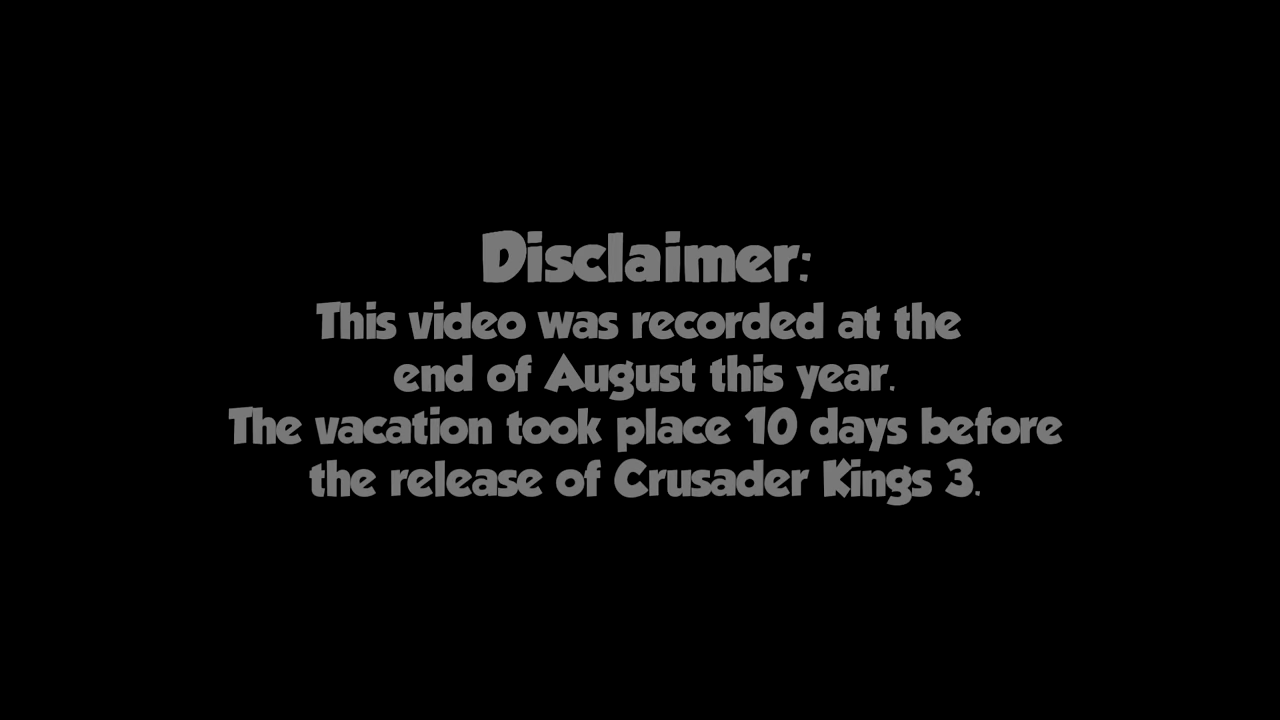 Disclaimer:
This video was recorded at the
end of August this year.
The vacation took place 10 days before
the release of Crusader Kings 3.